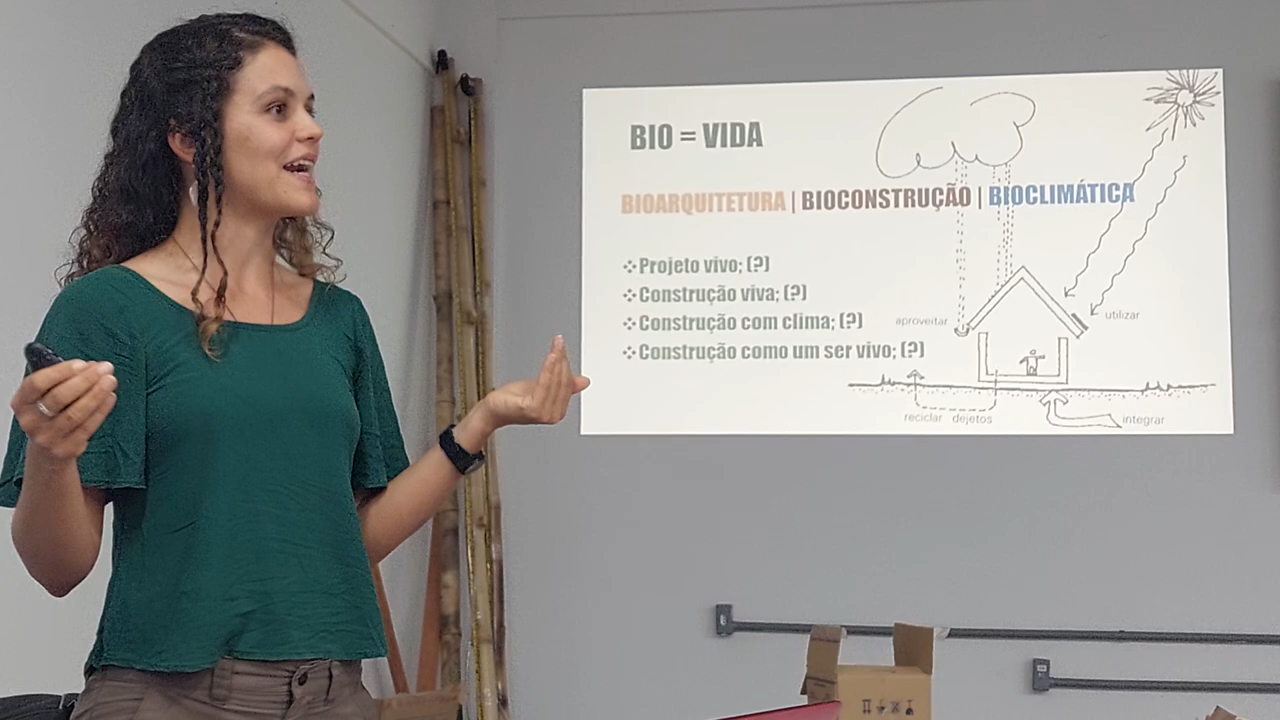 BIO = VIDA
BIOARQUITETURA | BIOCONSTRUÇÃO | BIOCLIMÁTICA
Projeto vivo; (?)
Construção viva; (?)
Construção com clima; (?)
Construção como um ser vivo; (?)
aproveitar
utilizar
reciclar dejetos
integrar